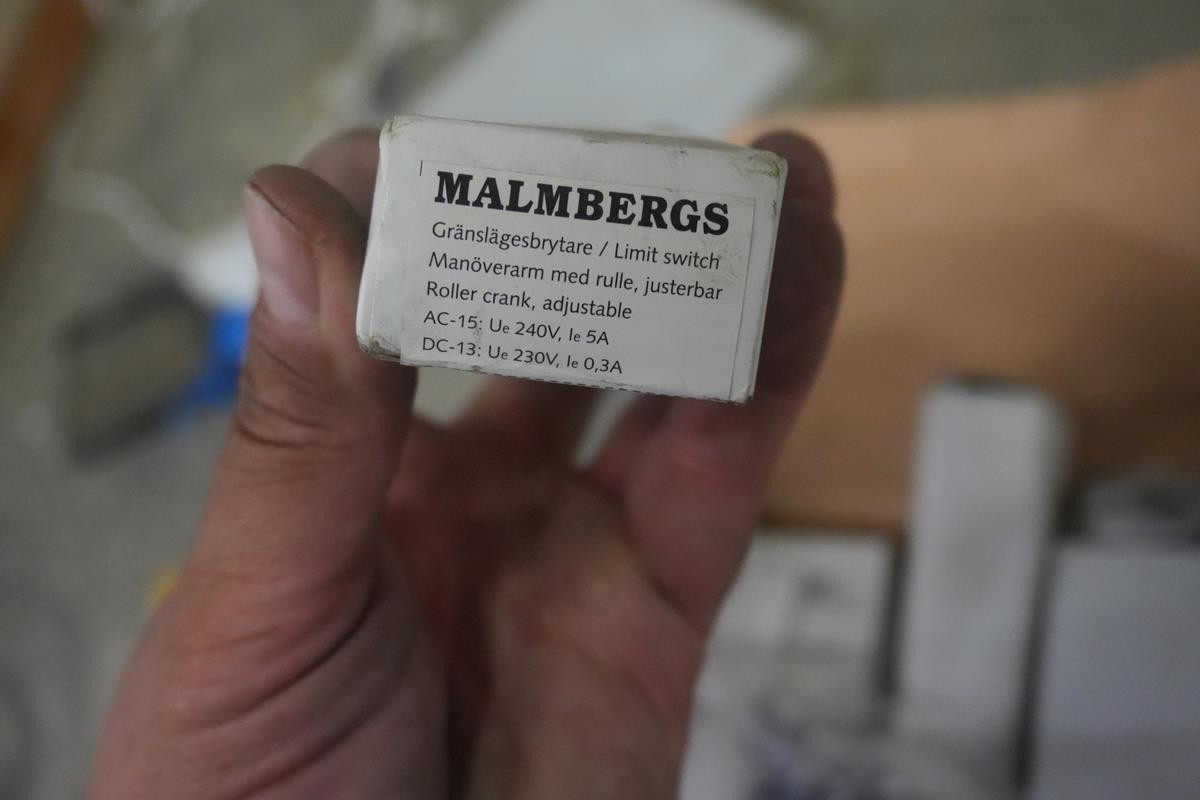 MALMBERGS
Gränslägesbrytare / Limit switch
Manöverarm med rulle, justerbar
Roller crank, adjustable
AC-15: Ue 240V, Ie 5A
DC-13: Ue 230V, Ie 0,3A